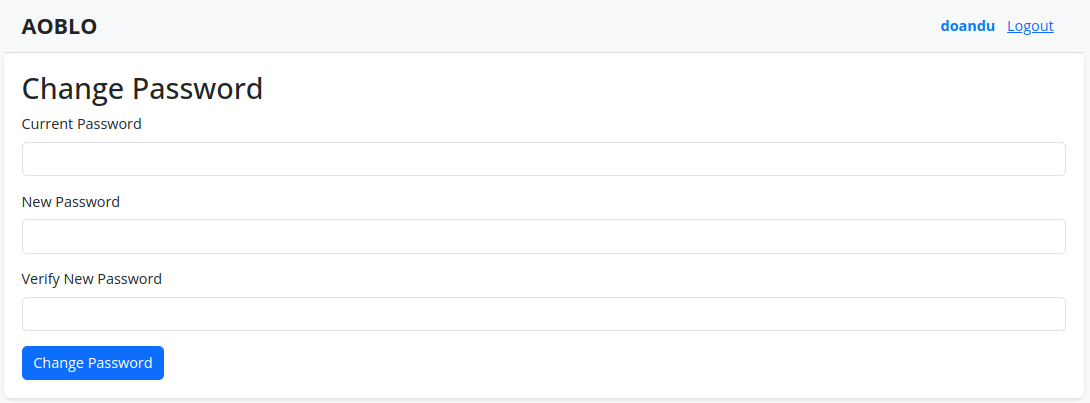 AOBLO
doandu Logout
Change Password
Current Password
New Password
Verify New Password
Change Password